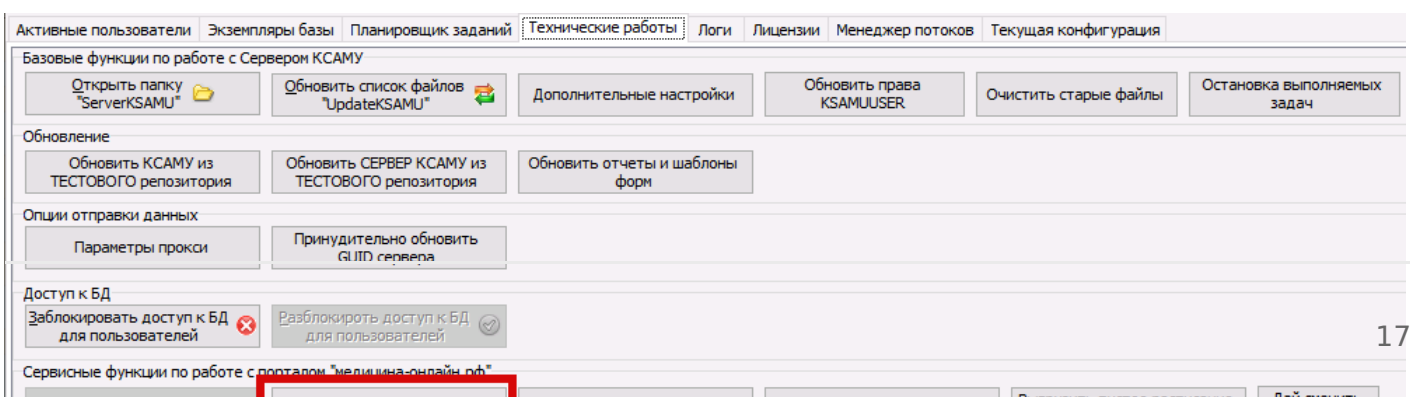 Активные пользователи Экземпляры базы Планировщик заданий Технические работы Логи Лицензии Менеджер потоков Текущая конфигурация
Базовые функции по работе с Сервером КСАМУ
Открыть папку
"ServerKSAMU"
Обновить список файлов
"UpdateKSAMU"
Дополнительные настройки
Обновить права
KSAMUUSER
Очистить старые файлы
Остановка выполняемых
задач
Обновление
Обновить КСАМУ из
ТЕСТОВОГО репозитория
Обновить СЕРВЕР КСАМУ из
ТЕСТОВОГО репозитория
Обновить отчеты и шаблоны
форм
Опции отправки данных
Параметры прокси
Принудительно обновить
GUID сервера
Доступ к БД
Заблокировать доступ к БД
для пользователей
Разблокироть доступ к БД
для пользователей
17
Сервисные функции по работе с порталом "медицина-онлайн.рф"